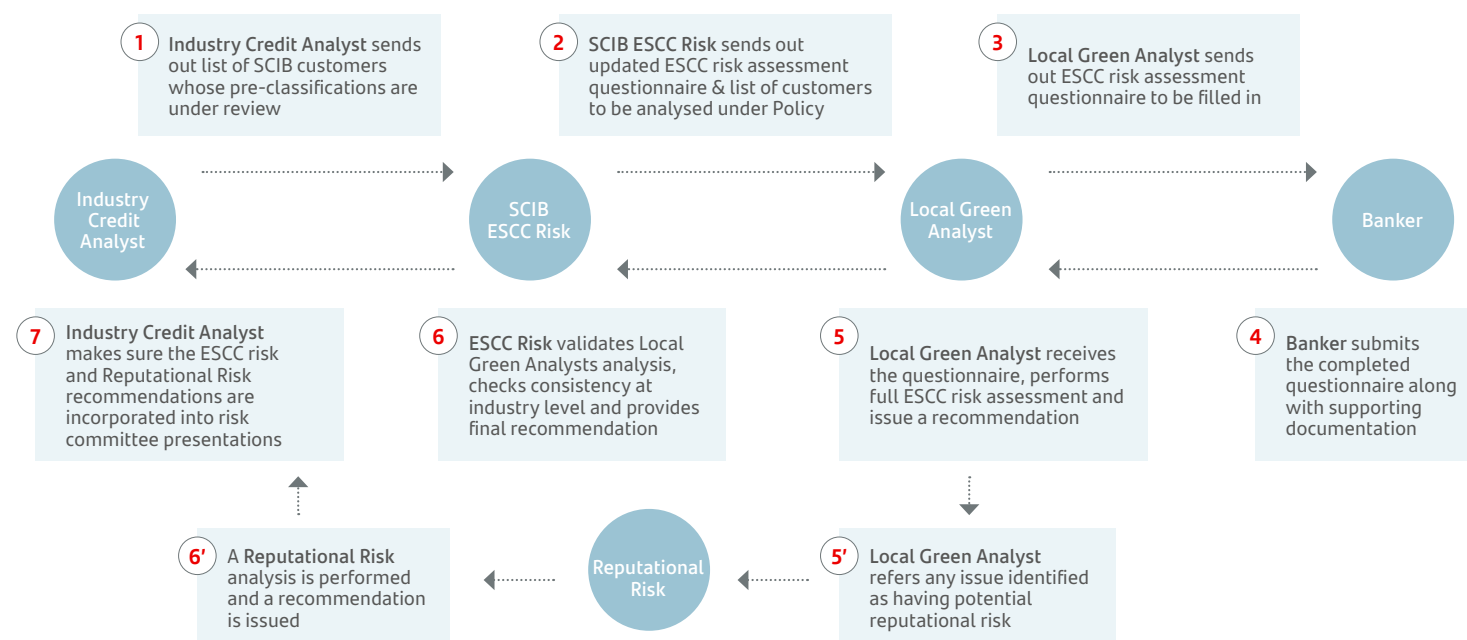 1
Industry Credit Analyst sends
out list of SCIB customers
whose pre-classifications are
under review
2
SCIB ESCC Risk sends out
updated ESCC risk assessment
questionnaire & list of customers
to be analysed under Policy
3
Local Green Analyst sends
out ESCC risk assessment
questionnaire to be filled in
Industry
Credit
Analyst
SCIB
ESCC Risk
Local Green
Analyst
Banker
7
Industry Credit Analyst
makes sure the ESCC risk
and Reputational Risk
recommendations are
incorporated into risk
committee presentations
6
ESCC Risk validates Local
Green Analysts analysis,
checks consistency at
industry level and provides
final recommendation
5
Local Green Analyst receives
the questionnaire, performs
full ESCC risk assessment and
issue a recommendation
4
Banker submits
the completed
questionnaire along
with supporting
documentation
6’
A Reputational Risk
analysis is performed
and a recommendation
is issued
Reputational
Risk
5’
Local Green Analyst
refers any issue identified
as having potential
reputational risk